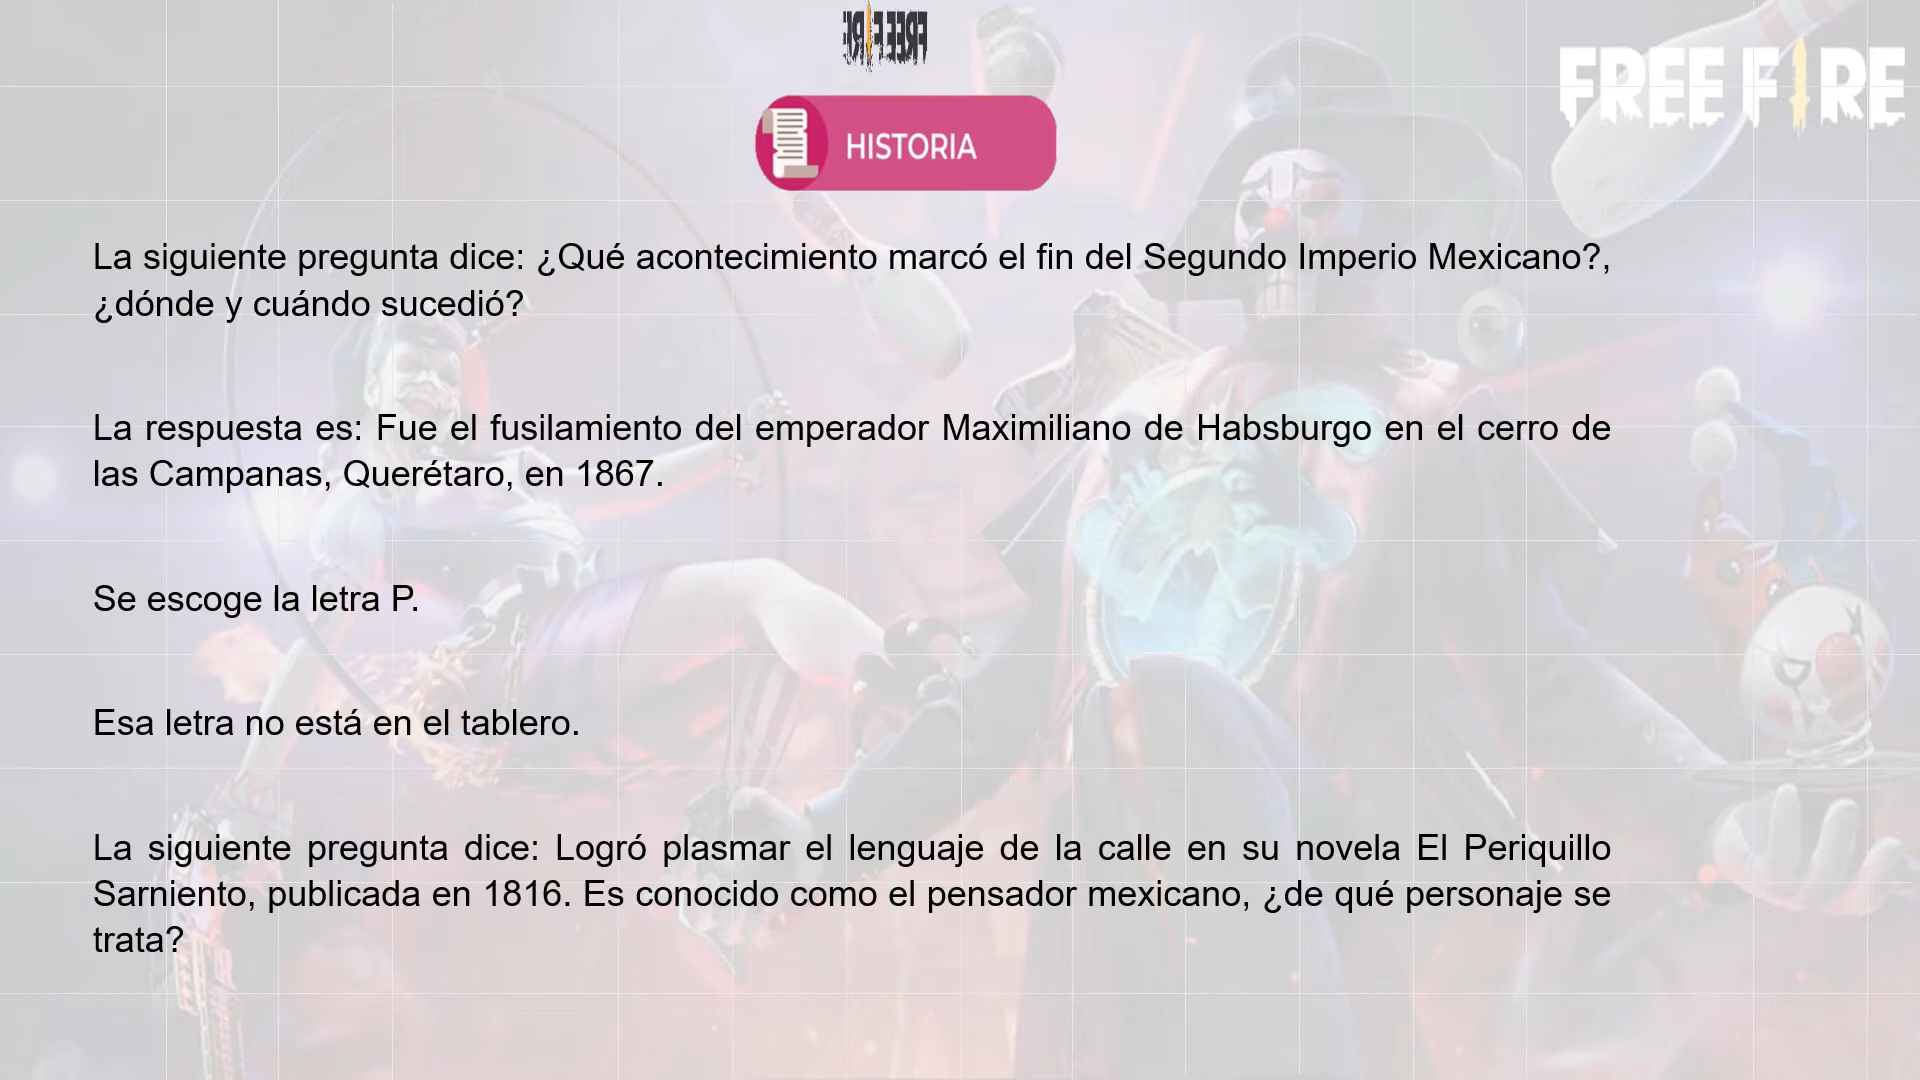 FREE FIRE
FREE FIRE
HISTORIA
La siguiente pregunta dice: ¿Qué acontecimiento marcó el fin del Segundo Imperio Mexicano?,
¿dónde y cuándo sucedió?
La respuesta es: Fue el fusilamiento del emperador Maximiliano de Habsburgo en el cerro de
las Campanas, Querétaro, en 1867.
Se escoge la letra P.
Esa letra no está en el tablero.
La siguiente pregunta dice: Logró plasmar el lenguaje de la calle en su novela El Periquillo
Sarniento, publicada en 1816. Es conocido como el pensador mexicano, ¿de qué personaje se
trata?